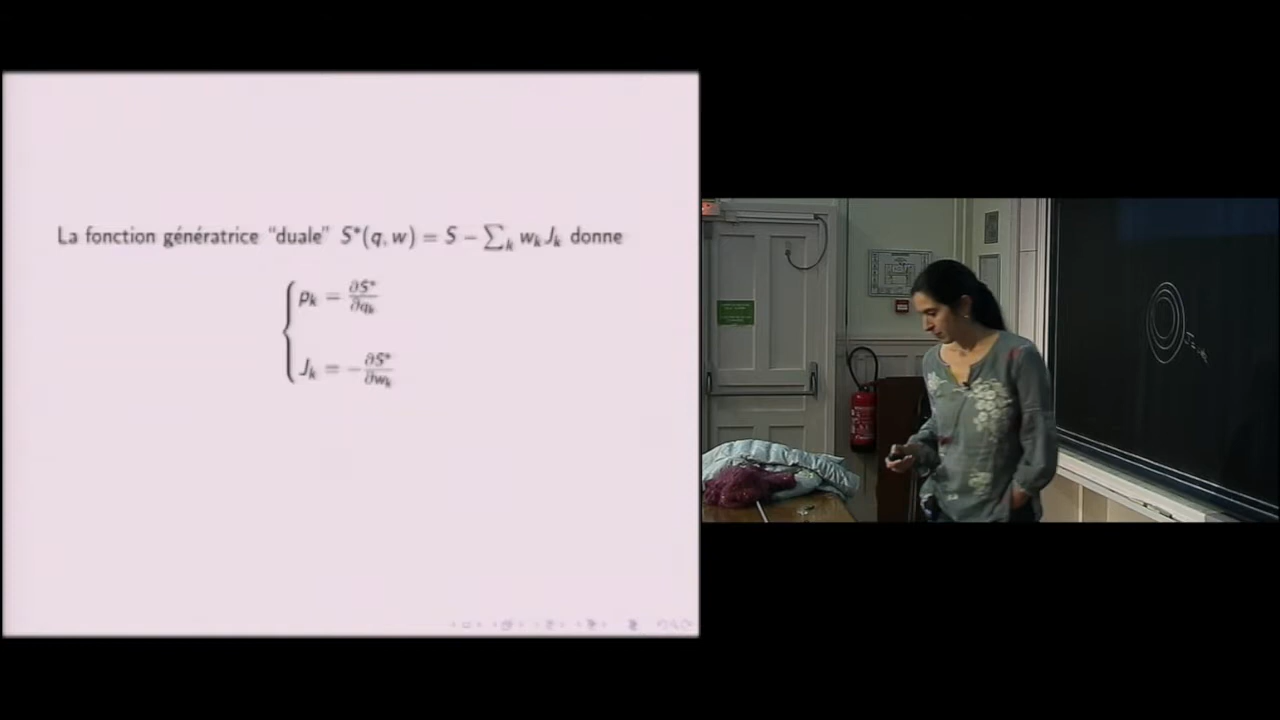 La fonction génératrice “duale” S*(q, w) = S − ∑ₖ wₖJₖ donne
pₖ = ∂S*/∂qₖ
Jₖ = −∂S*/∂wₖ